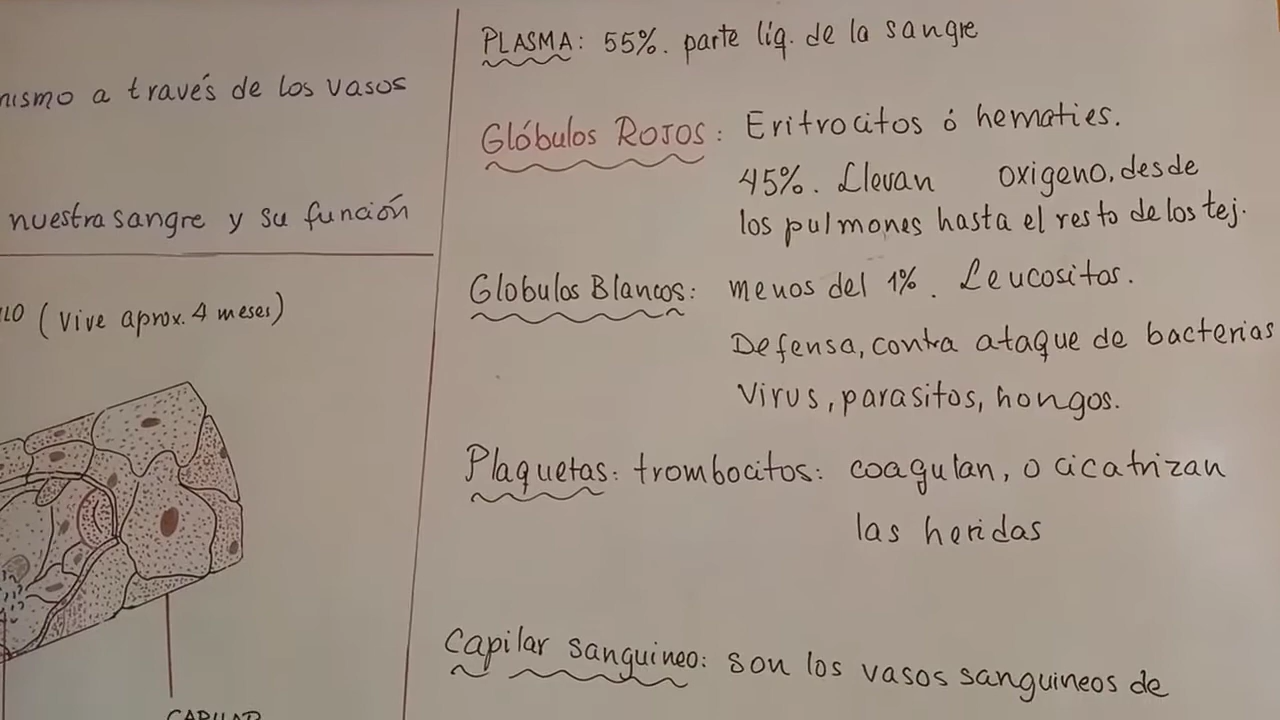 nismo a través de los vasos
nuestra sangre y su función
(Vive aprox. 4 meses)
PLASMA: 55%. parte líq. de la sangre
Glóbulos Rojos: Eritrocitos ó hematies.
45%. Llevan oxigeno, desde
los pulmones hasta el resto de los tej.
Globulos Blancos: menos del 1%. Leucositos.
Defensa, contra ataque de bacterias
Virus, parasitos, hongos.
Plaquetas: trombocitos: coagulan, o cicatrizan
las heridas
Capilar sanguineo: son los vasos sanguineos de
CAPILAR